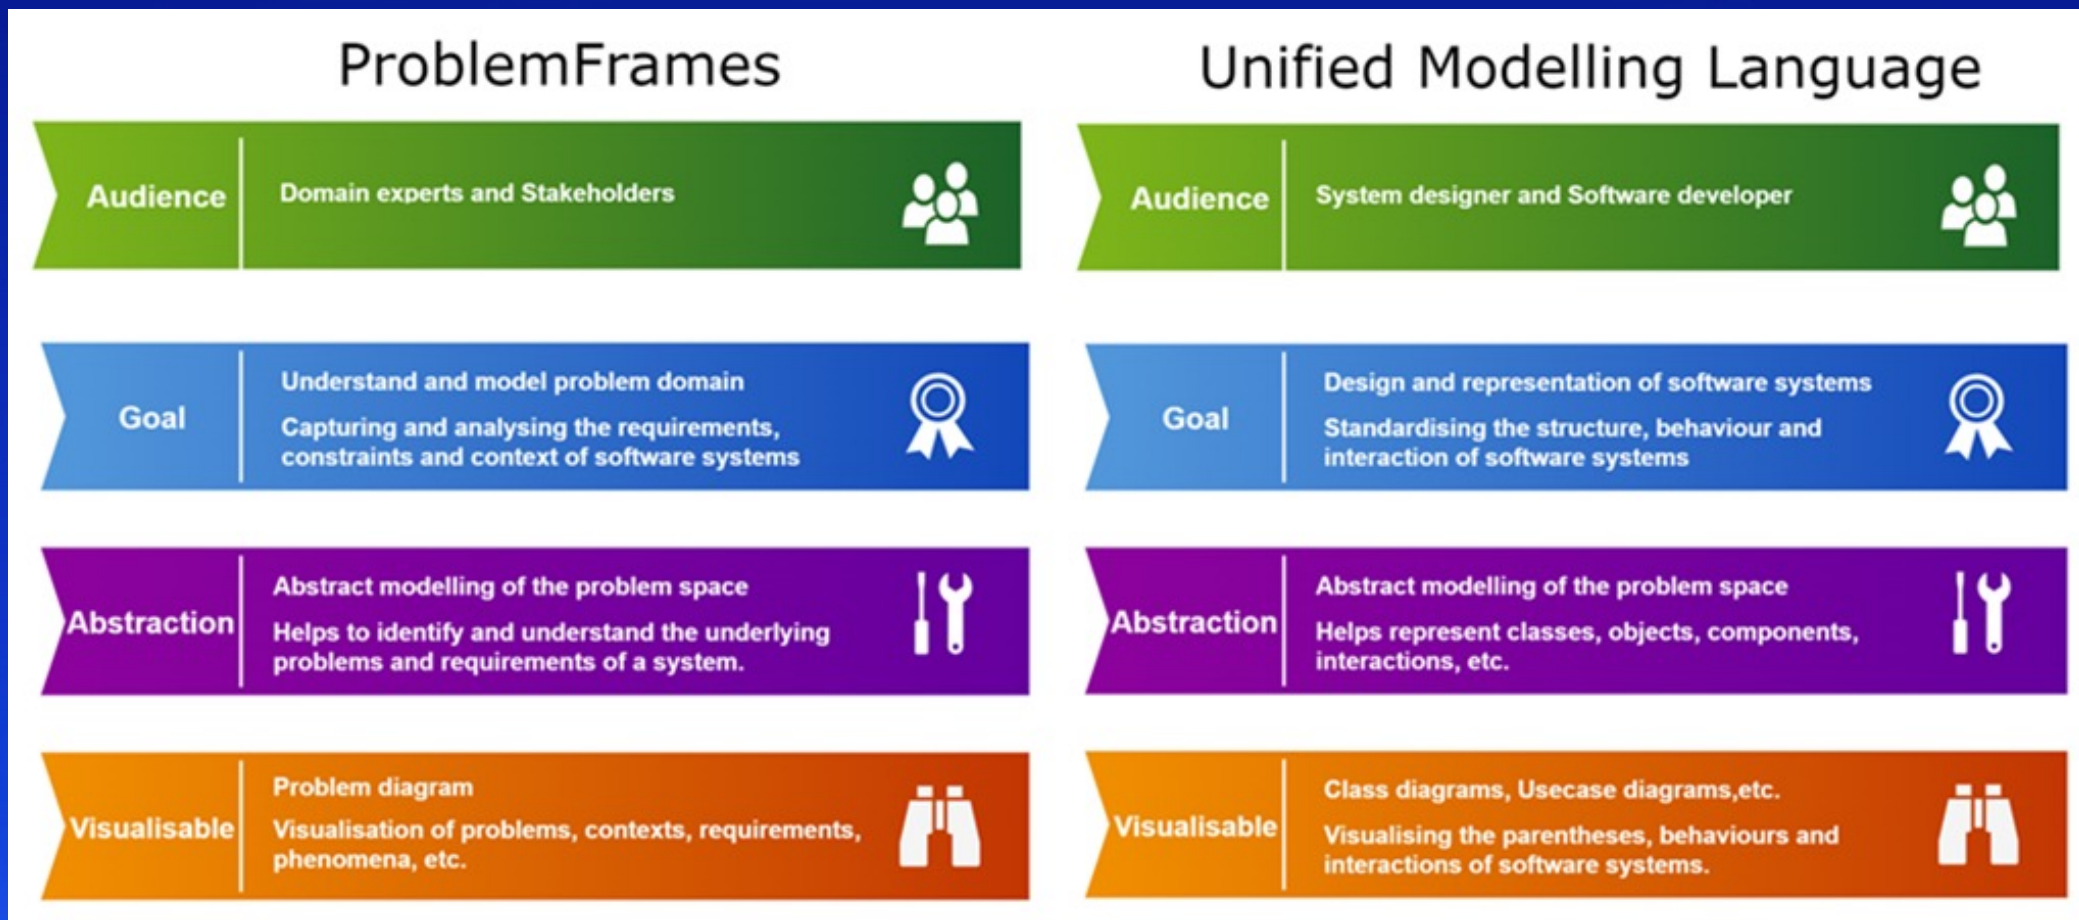 ProblemFrames
Audience
Domain experts and Stakeholders
Goal
Understand and model problem domain
Capturing and analysing the requirements,
constraints and context of software systems
Abstraction
Abstract modelling of the problem space
Helps to identify and understand the underlying
problems and requirements of a system.
Visualisable
Problem diagram
Visualisation of problems, contexts, requirements,
phenomena, etc.
Unified Modelling Language
Audience
System designer and Software developer
Goal
Design and representation of software systems
Standardising the structure, behaviour and
interaction of software systems
Abstraction
Abstract modelling of the problem space
Helps represent classes, objects, components,
interactions, etc.
Visualisable
Class diagrams, Usecase diagrams,etc.
Visualising the parentheses, behaviours and
interactions of software systems.